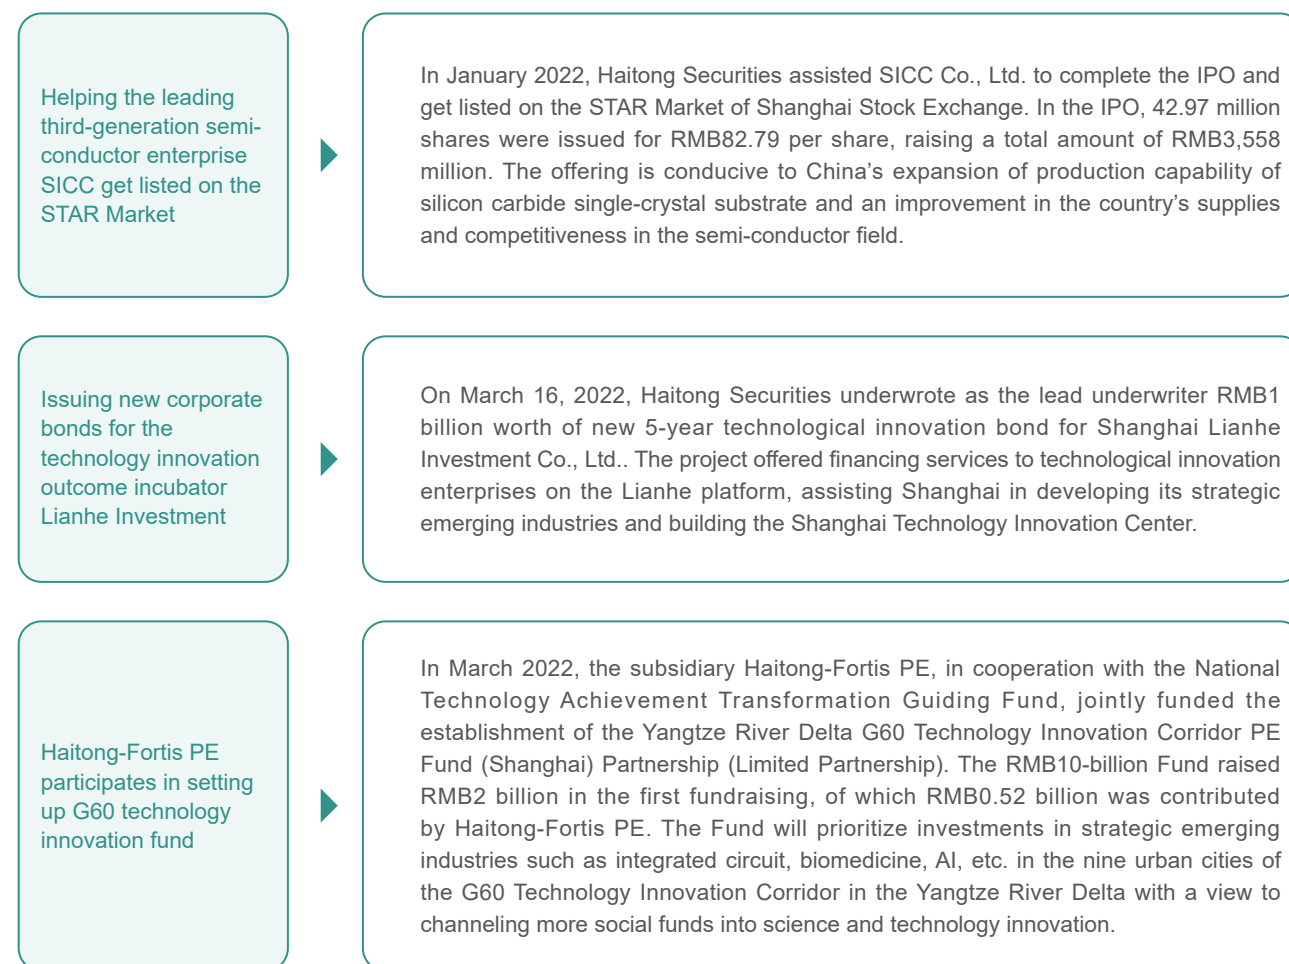 Helping the leading
third-generation semi-
conductor enterprise
SICC get listed on the
STAR Market
In January 2022, Haitong Securities assisted SICC Co., Ltd. to complete the IPO and
get listed on the STAR Market of Shanghai Stock Exchange. In the IPO, 42.97 million
shares were issued for RMB82.79 per share, raising a total amount of RMB3,558
million. The offering is conducive to China’s expansion of production capability of
silicon carbide single-crystal substrate and an improvement in the country’s supplies
and competitiveness in the semi-conductor field.
Issuing new corporate
bonds for the
technology innovation
outcome incubator
Lianhe Investment
On March 16, 2022, Haitong Securities underwrote as the lead underwriter RMB1
billion worth of new 5-year technological innovation bond for Shanghai Lianhe
Investment Co., Ltd.. The project offered financing services to technological innovation
enterprises on the Lianhe platform, assisting Shanghai in developing its strategic
emerging industries and building the Shanghai Technology Innovation Center.
Haitong-Fortis PE
participates in setting
up G60 technology
innovation fund
In March 2022, the subsidiary Haitong-Fortis PE, in cooperation with the National
Technology Achievement Transformation Guiding Fund, jointly funded the
establishment of the Yangtze River Delta G60 Technology Innovation Corridor PE
Fund (Shanghai) Partnership (Limited Partnership). The RMB10-billion Fund raised
RMB2 billion in the first fundraising, of which RMB0.52 billion was contributed
by Haitong-Fortis PE. The Fund will prioritize investments in strategic emerging
industries such as integrated circuit, biomedicine, AI, etc. in the nine urban cities of
the G60 Technology Innovation Corridor in the Yangtze River Delta with a view to
channeling more social funds into science and technology innovation.